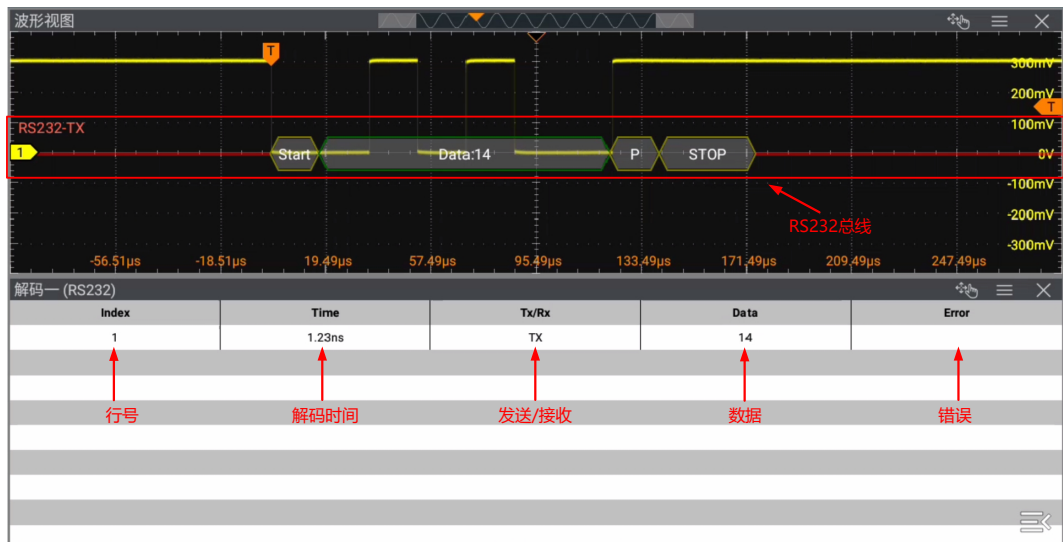 波形视图
T
300mV
200mV
T
100mV
RS232-TX
1
Start
Data:14
P
STOP
0V
-100mV
-200mV
RS232总线
-300mV
-56.51μs
-18.51μs
19.49μs
57.49μs
95.49μs
133.49μs
171.49μs
209.49μs
247.49μs
解码一 (RS232)
Index Time Tx/Rx Data Error
1 1.23ns TX 14
行号 解码时间 发送/接收 数据 错误